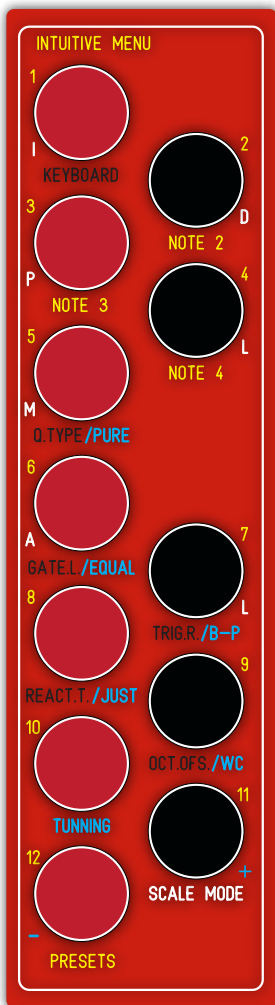 INTUITIVE MENU
1
I
KEYBOARD
2
D
NOTE 2
3
P
NOTE 3
4
L
NOTE 4
5
M
Q.TYPE/PURE
6
A
GATE.L./EQUAL
7
L
TRIG.R./B-P
8
REACT.T./JUST
9
OCT.OFS./WC
10
TUNNING
11
+
SCALE MODE
12
-
PRESETS